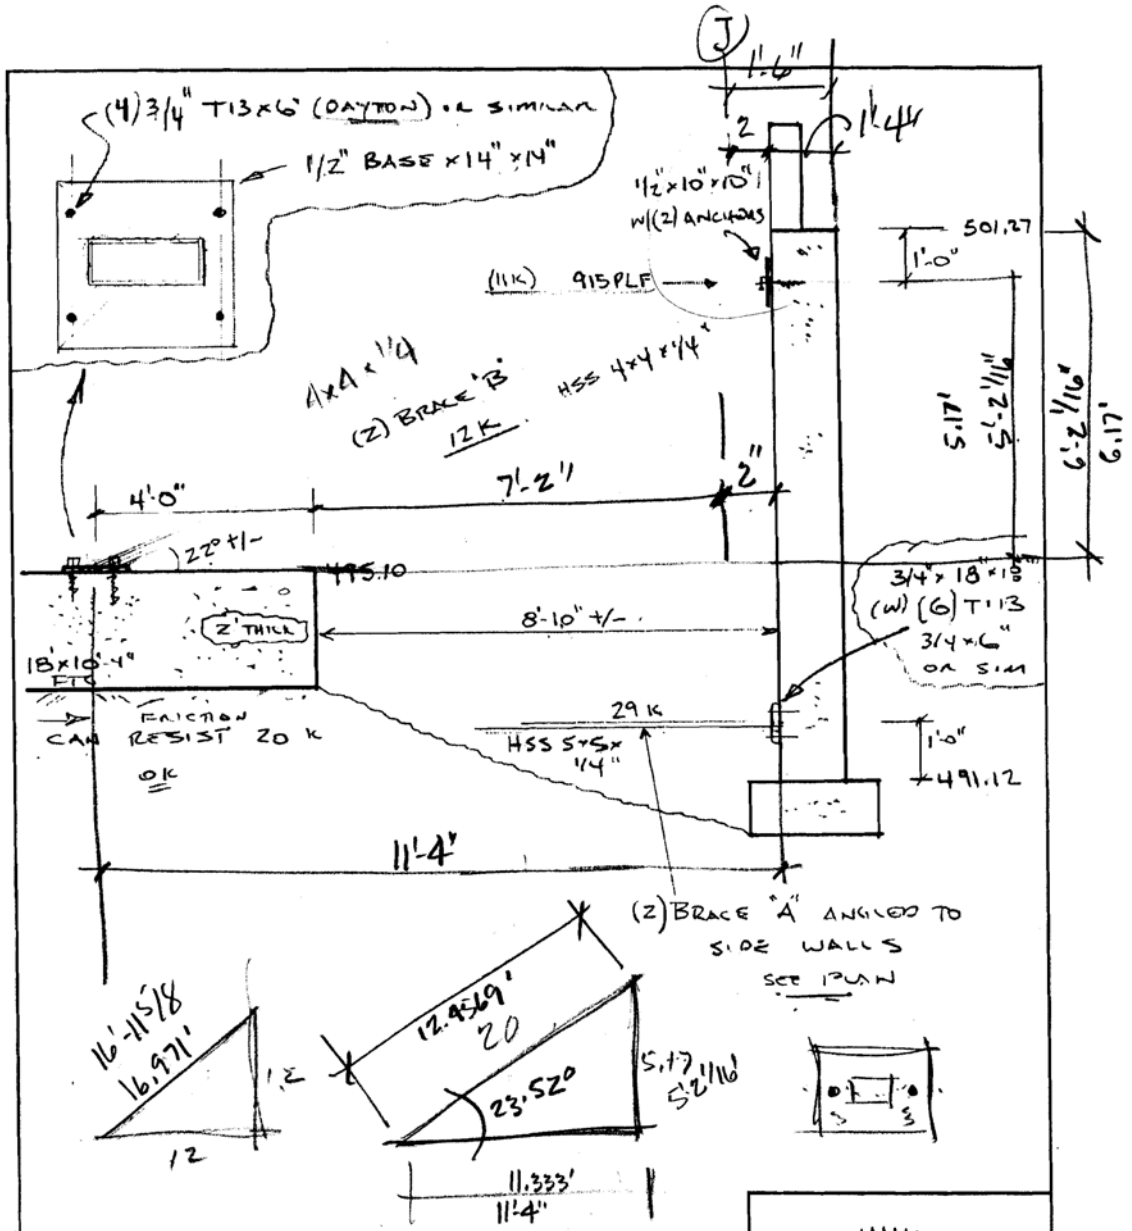 J
1'-6"
(4) 3/4" T13 x 6" (DAYTON) OR SIMILAR
1/2" BASE x 14" x 14"
2
1'-4"
1/2" x 10" x 10"
W/(2) ANCHORS
501.27
1'-0"
(11K) 915 PLF
4x4x1/4
(2) BRACE "B"
12K
HSS 4x4x1/4"
5.17'
5'-2 1/16"
6'-2 1/16"
6.17'
4'-0"
7'-2"
2"
22° +/-
495.10
2' THICK
8'-10" +/-
3/4" x 18" x 18"
(W) (6) T13
3/4 x 6"
OR SIM
18' x 10'-4"
FTG
FRICTION
CAN RESIST 20 K
OK
29 K
HSS 5x5x
1/4"
1'-0"
491.12
11'-4"
(2) BRACE "A" ANGLED TO
SIDE WALLS
SEE PLAN
16'-11 5/8
16.971'
12
12
12.4569'
20
23.52°
5.17
5'2 1/16"
11.333'
11'-4"